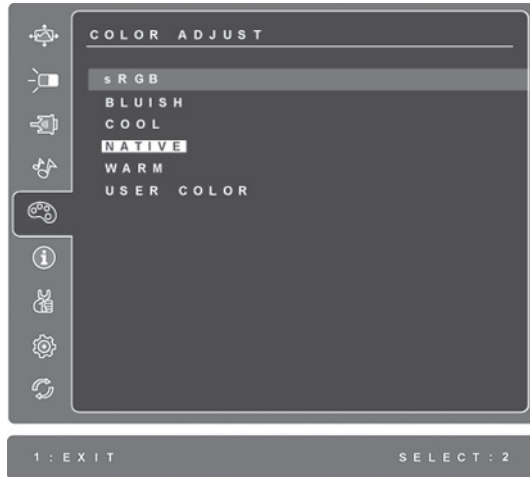 COLOR ADJUST
sRGB
BLUISH
COOL
NATIVE
WARM
USER COLOR
1:EXIT SELECT:2